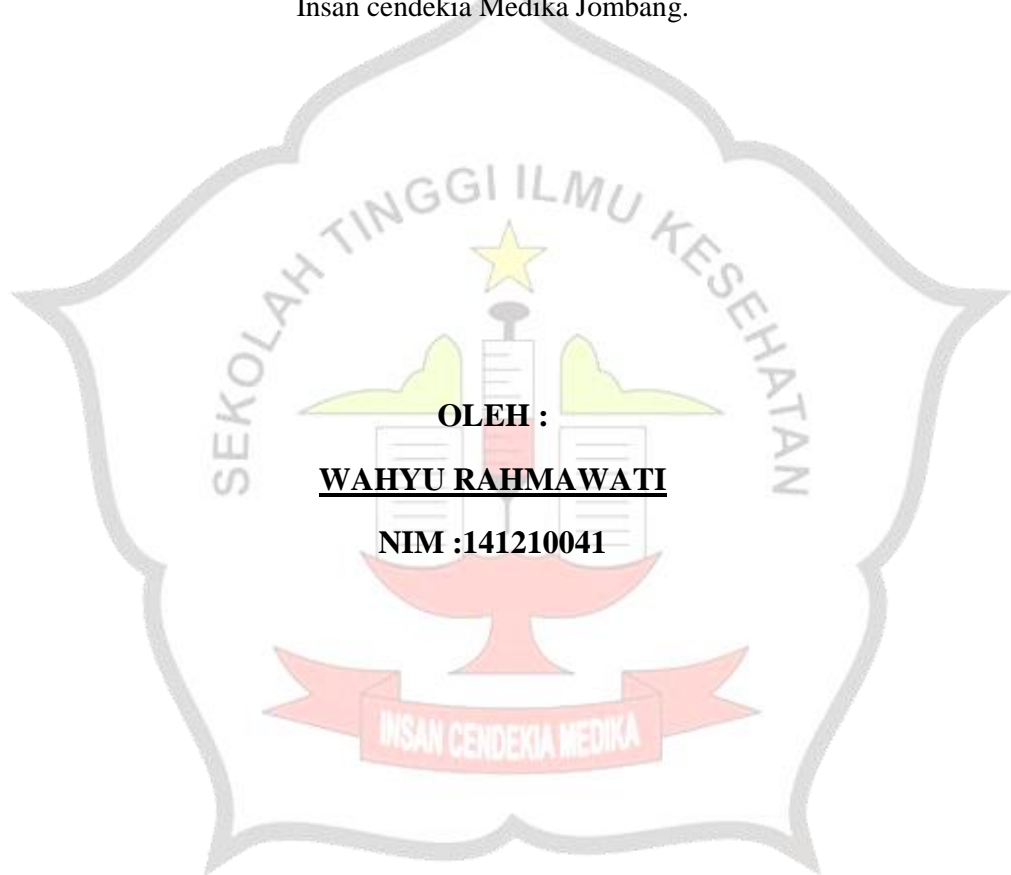 Insan cendekia Medika Jombang.
SEKOLAH TINGGI ILMU KESEHATAN
OLEH :
WAHYU RAHMAWATI
NIM :141210041
INSAN CENDEKIA MEDIKA